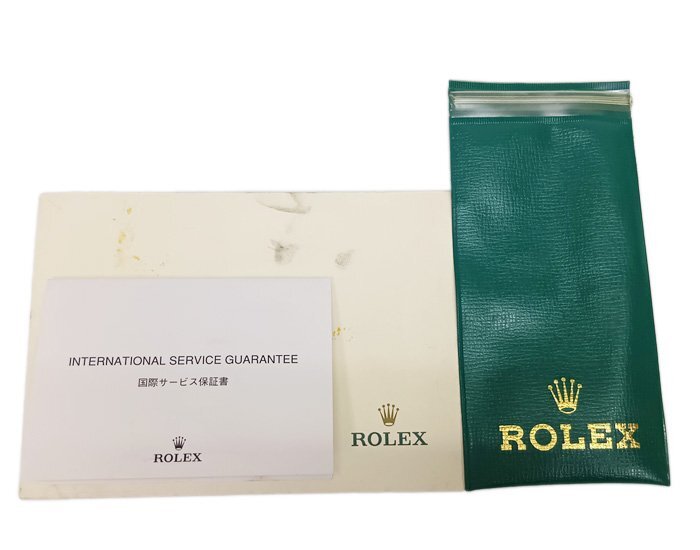 INTERNATIONAL SERVICE GUARANTEE
国際サービス保証書
ROLEX
ROLEX
ROLEX